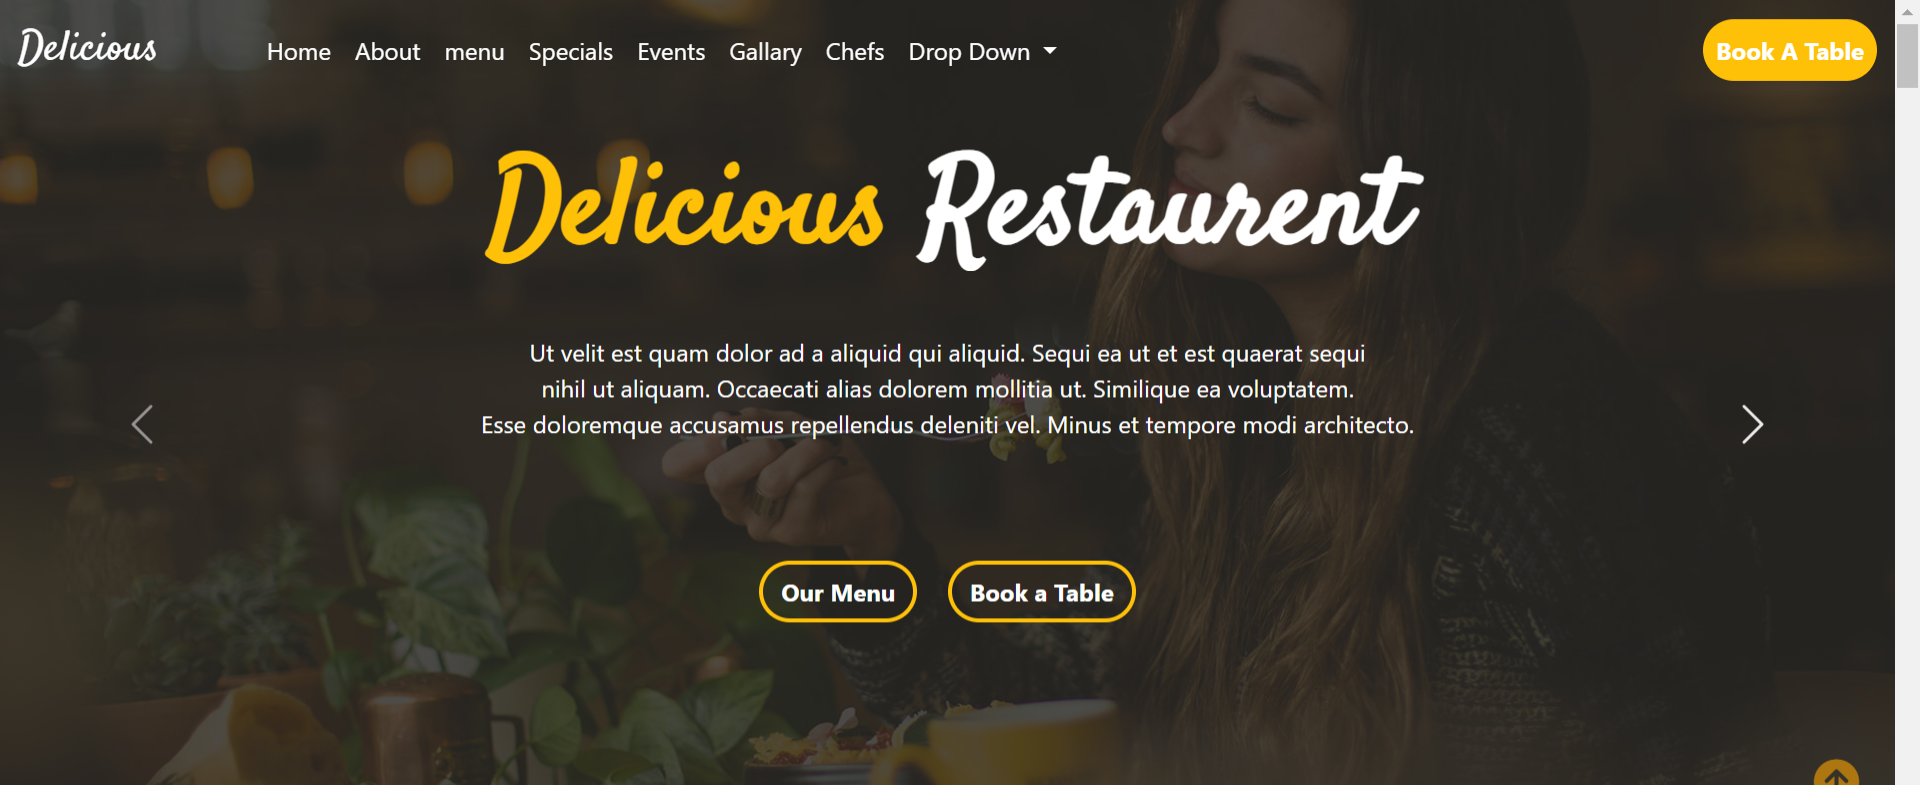 Delicious
Home About menu Specials Events Gallary Chefs Drop Down
Book A Table
Delicious Restaurent
Ut velit est quam dolor ad a aliquid qui aliquid. Sequi ea ut et est quaerat sequi
nihil ut aliquam. Occaecati alias dolorem mollitia ut. Similique ea voluptatem.
Esse doloremque accusamus repellendus deleniti vel. Minus et tempore modi architecto.
Our Menu
Book a Table